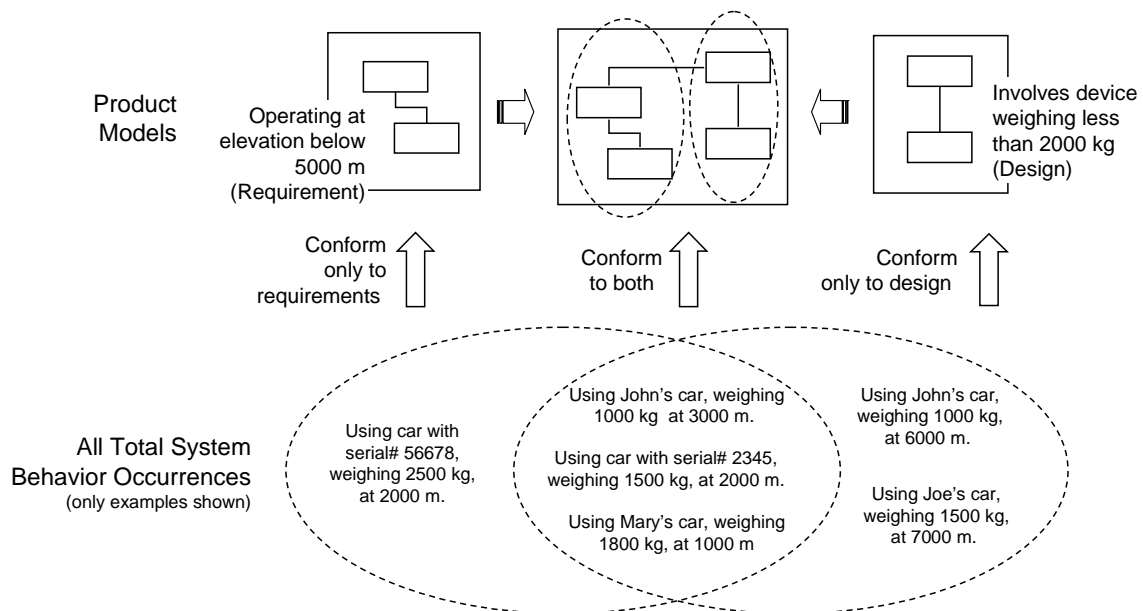 Product
Models
Operating at
elevation below
5000 m
(Requirement)
Involves device
weighing less
than 2000 kg
(Design)
Conform
only to
requirements
Conform
to both
Conform
only to design
All Total System
Behavior Occurrences
(only examples shown)
Using car with
serial# 56678,
weighing 2500 kg,
at 2000 m.
Using John's car, weighing
1000 kg at 3000 m.
Using car with serial# 2345,
weighing 1500 kg, at 2000 m.
Using Mary's car, weighing
1800 kg, at 1000 m
Using John's car,
weighing 1000 kg,
at 6000 m.
Using Joe's car,
weighing 1500 kg,
at 7000 m.